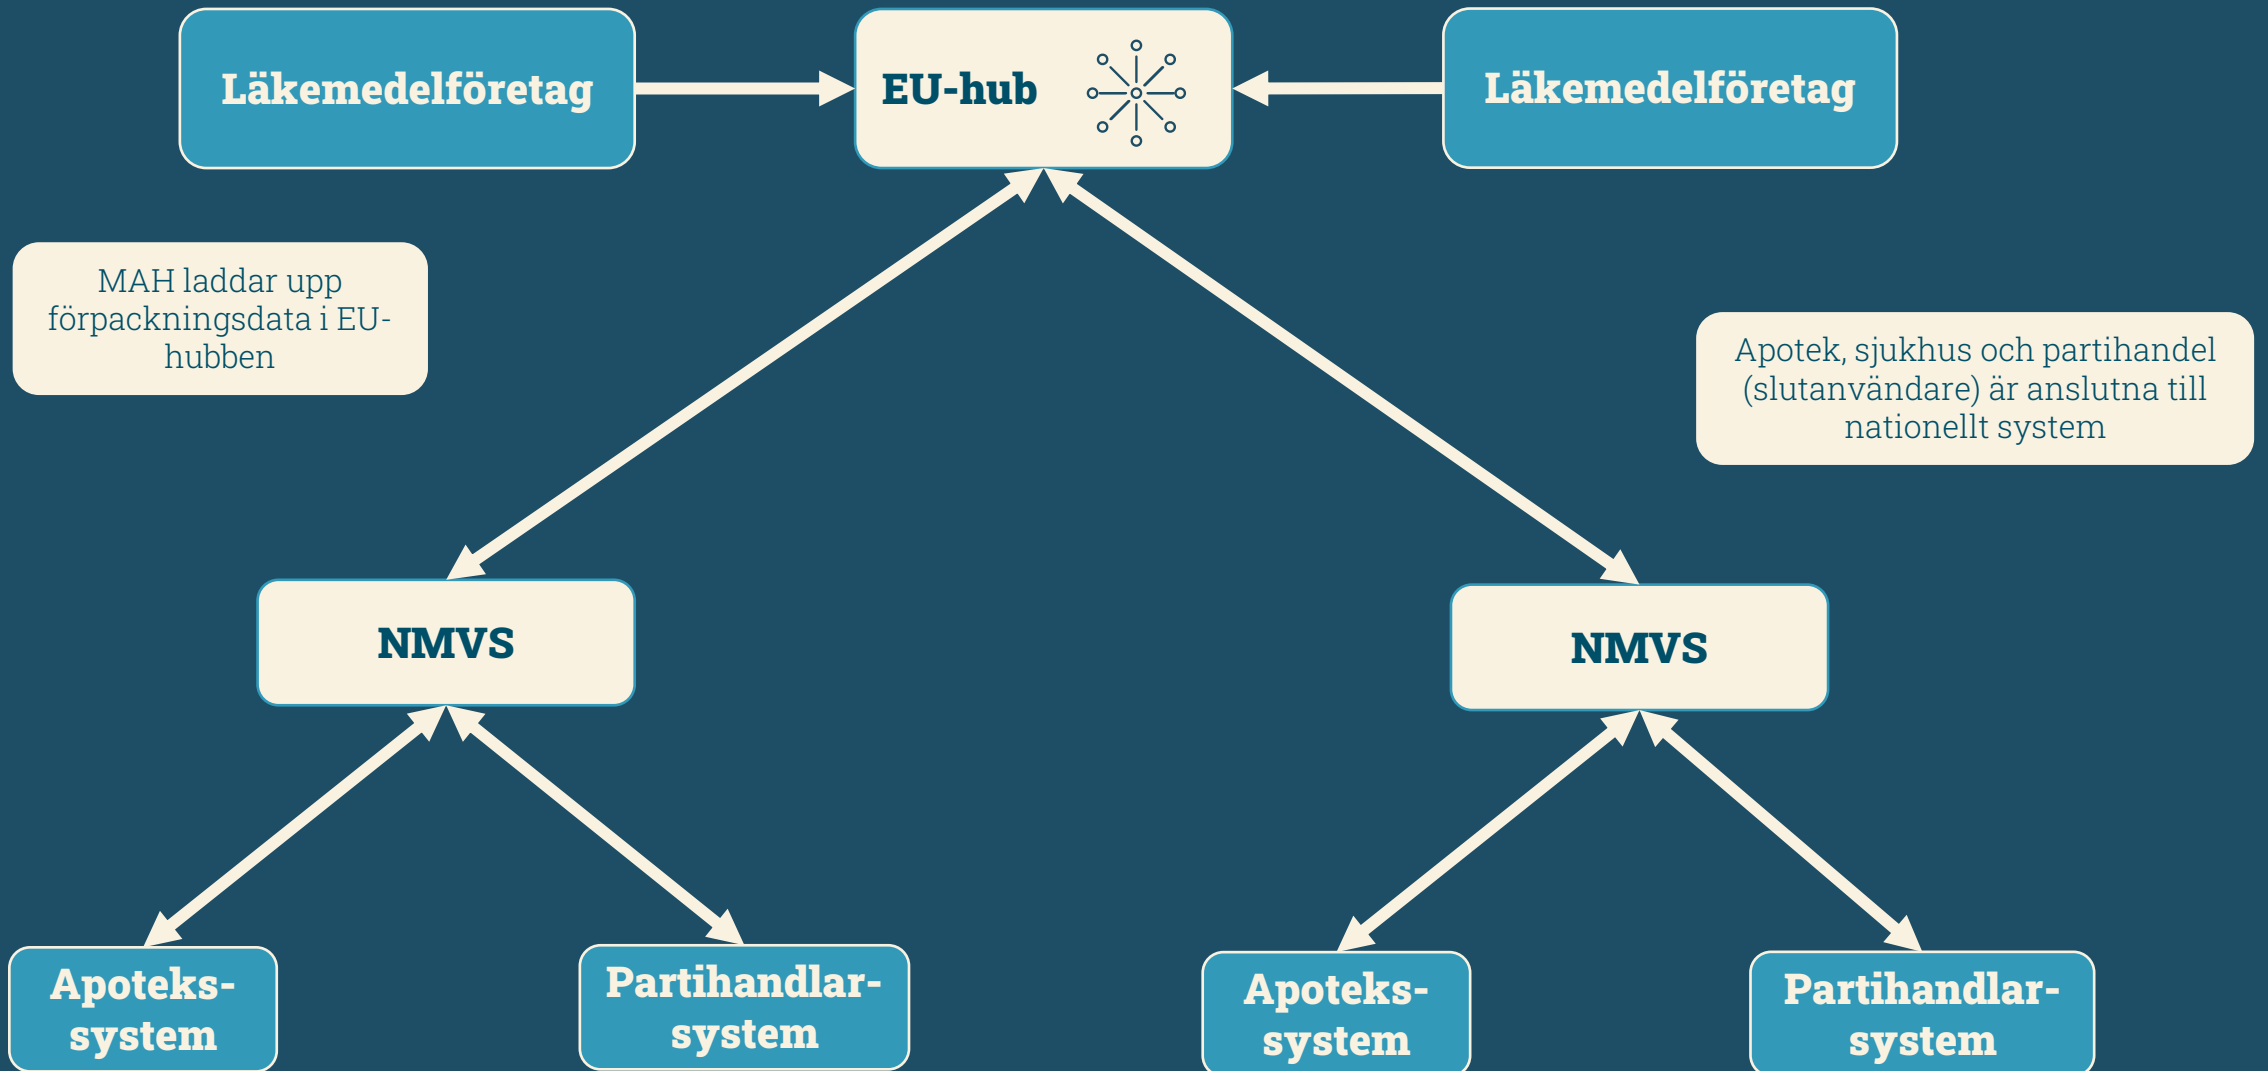 Läkemedelföretag
EU-hub
Läkemedelföretag
MAH laddar upp
förpackningsdata i EU-
hubben
Apotek, sjukhus och partihandel
(slutanvändare) är anslutna till
nationellt system
NMVS
NMVS
Apoteks-
system
Partihandlar-
system
Apoteks-
system
Partihandlar-
system